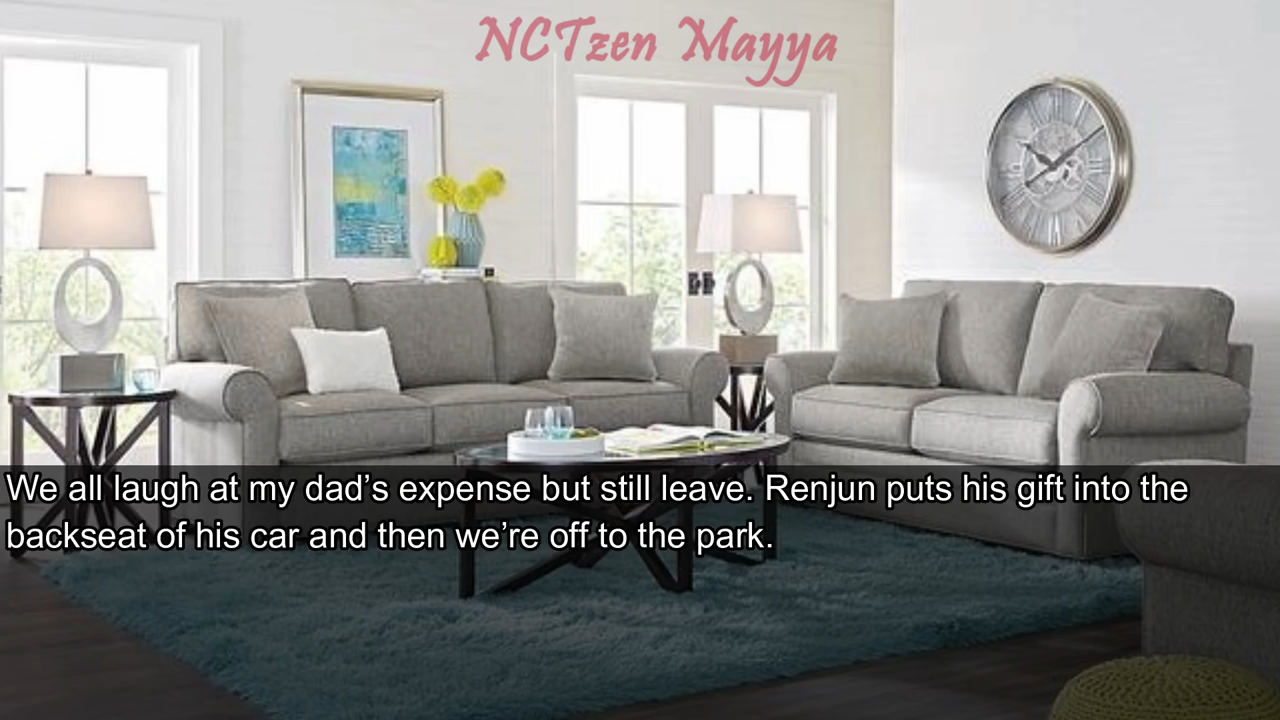 NCTzen Mayya
We all laugh at my dad’s expense but still leave. Renjun puts his gift into the
backseat of his car and then we’re off to the park.